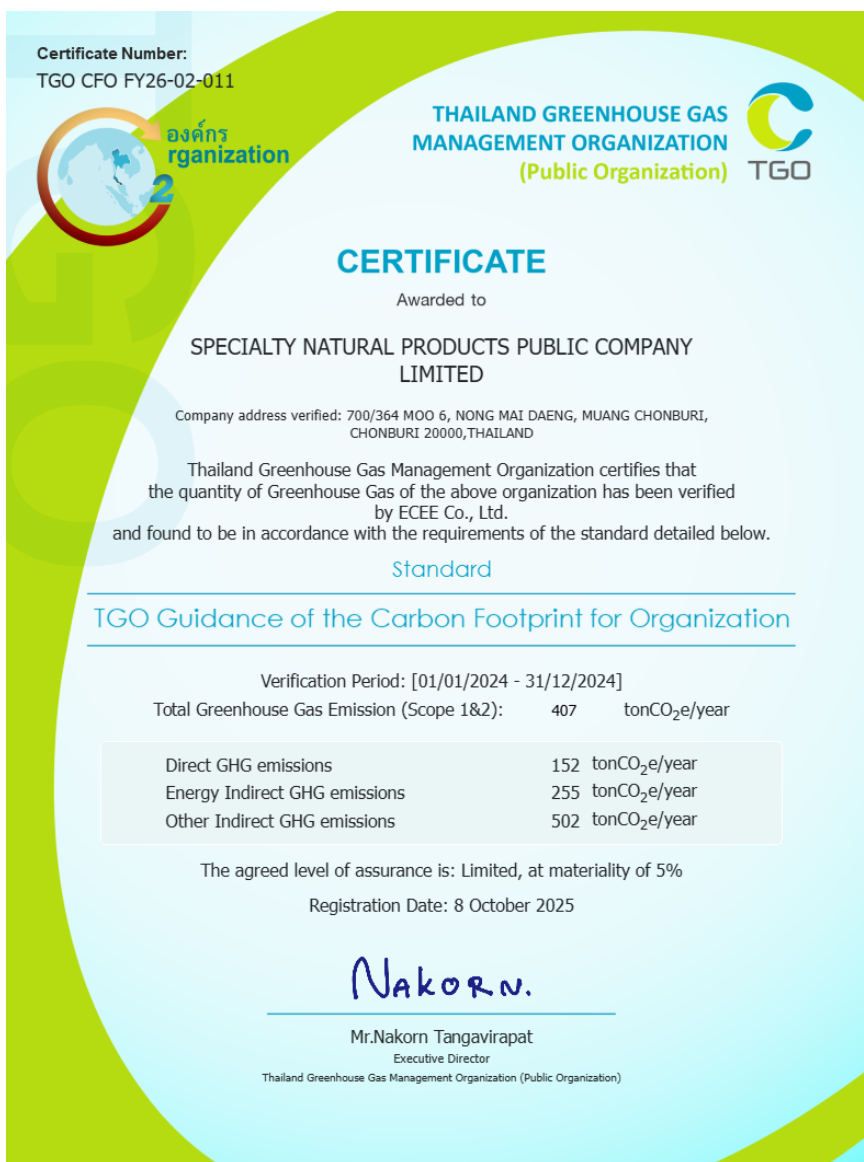 Certificate Number:
TGO CFO FY26-02-011
องค์กร
rganization
2
THAILAND GREENHOUSE GAS
MANAGEMENT ORGANIZATION
(Public Organization)
TGO
CERTIFICATE
Awarded to
SPECIALTY NATURAL PRODUCTS PUBLIC COMPANY
LIMITED
Company address verified: 700/364 MOO 6, NONG MAI DAENG, MUANG CHONBURI,
CHONBURI 20000,THAILAND
Thailand Greenhouse Gas Management Organization certifies that
the quantity of Greenhouse Gas of the above organization has been verified
by ECEE Co., Ltd.
and found to be in accordance with the requirements of the standard detailed below.
Standard
TGO Guidance of the Carbon Footprint for Organization
Verification Period: [01/01/2024 - 31/12/2024]
Total Greenhouse Gas Emission (Scope 1&2): 407 tonCO₂e/year
Direct GHG emissions 152 tonCO₂e/year
Energy Indirect GHG emissions 255 tonCO₂e/year
Other Indirect GHG emissions 502 tonCO₂e/year
The agreed level of assurance is: Limited, at materiality of 5%
Registration Date: 8 October 2025
NAKORN.
Mr.Nakorn Tangavirapat
Executive Director
Thailand Greenhouse Gas Management Organization (Public Organization)